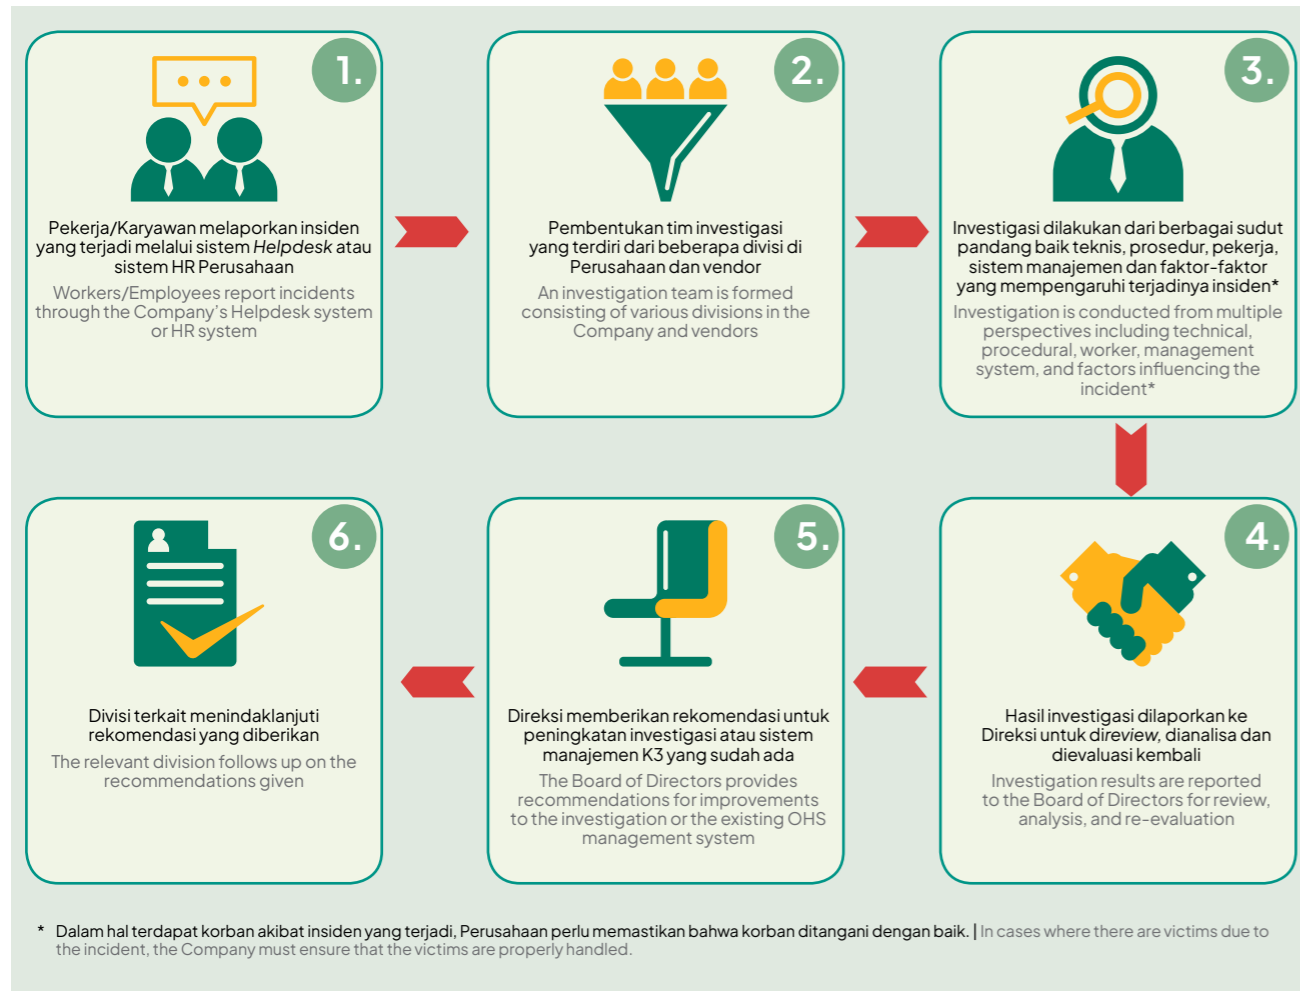 1.
Pekerja/Karyawan melaporkan insiden
yang terjadi melalui sistem Helpdesk atau
sistem HR Perusahaan
Workers/Employees report incidents
through the Company's Helpdesk system
or HR system
2.
Pembentukan tim investigasi
yang terdiri dari beberapa divisi di
Perusahaan dan vendor
An investigation team is formed
consisting of various divisions in the
Company and vendors
3.
Investigasi dilakukan dari berbagai sudut
pandang baik teknis, prosedur, pekerja,
sistem manajemen dan faktor-faktor
yang mempengaruhi terjadinya insiden*
Investigation is conducted from multiple
perspectives including technical,
procedural, worker, management
system, and factors influencing the
incident*
4.
Hasil investigasi dilaporkan ke
Direksi untuk direview, dianalisa dan
dievaluasi kembali
Investigation results are reported
to the Board of Directors for review,
analysis, and re-evaluation
5.
Direksi memberikan rekomendasi untuk
peningkatan investigasi atau sistem
manajemen K3 yang sudah ada
The Board of Directors provides
recommendations for improvements
to the investigation or the existing OHS
management system
6.
Divisi terkait menindaklanjuti
rekomendasi yang diberikan
The relevant division follows up on the
recommendations given
* Dalam hal terdapat korban akibat insiden yang terjadi, Perusahaan perlu memastikan bahwa korban ditangani dengan baik. | In cases where there are victims due to
the incident, the Company must ensure that the victims are properly handled.